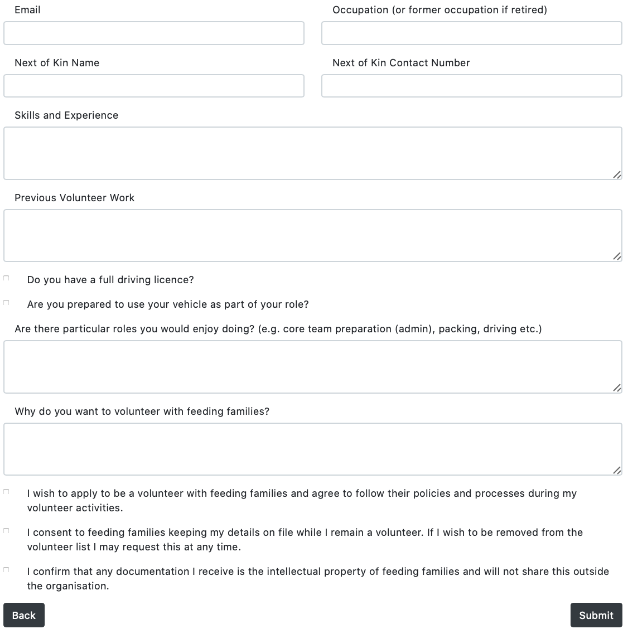 Email
Occupation (or former occupation if retired)
Next of Kin Name
Next of Kin Contact Number
Skills and Experience
Previous Volunteer Work
Do you have a full driving licence?
Are you prepared to use your vehicle as part of your role?
Are there particular roles you would enjoy doing? (e.g. core team preparation (admin), packing, driving etc.)
Why do you want to volunteer with feeding families?
I wish to apply to be a volunteer with feeding families and agree to follow their policies and processes during my
volunteer activities.
I consent to feeding families keeping my details on file while I remain a volunteer. If I wish to be removed from the
volunteer list I may request this at any time.
I confirm that any documentation I receive is the intellectual property of feeding families and will not share this outside
the organisation.
Back
Submit